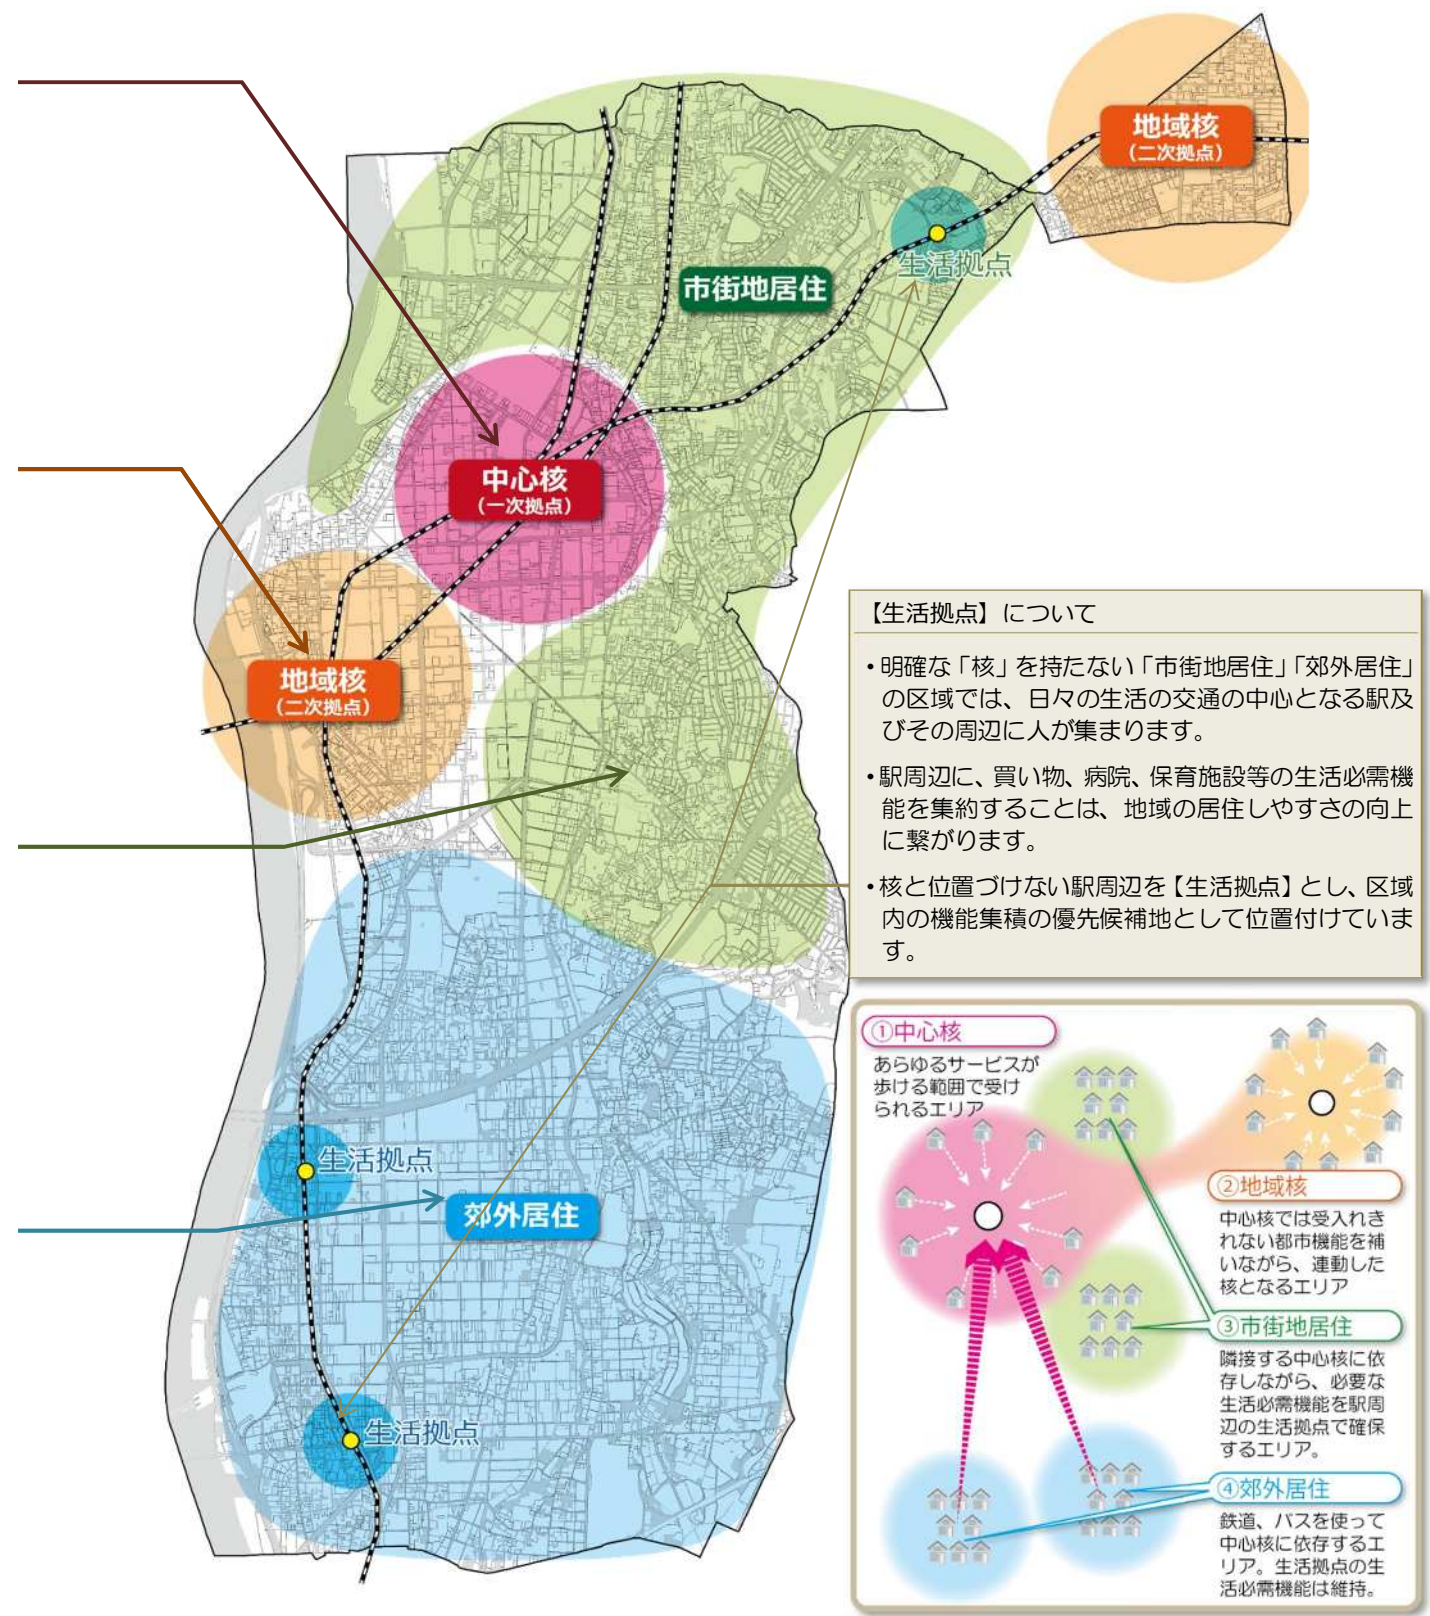 地域核
(二次拠点)
生活拠点
市街地居住
中心核
(一次拠点)
地域核
(二次拠点)
生活拠点
郊外居住
生活拠点
【生活拠点】について
・明確な「核」を持たない「市街地居住」「郊外居住」
の区域では、日々の生活の交通の中心となる駅及
びその周辺に人が集まります。
・駅周辺に、買い物、病院、保育施設等の生活必需機
能を集約することは、地域の居住しやすさの向上
に繋がります。
・核と位置づけない駅周辺を【生活拠点】とし、区域
内の機能集積の優先候補地として位置付けていま
す。
①中心核
あらゆるサービスが
歩ける範囲で受け
られるエリア
②地域核
中心核では受入れき
れない都市機能を補
いながら、連動した
核となるエリア
③市街地居住
隣接する中心核に依
存しながら、必要な
生活必需機能を駅周
辺の生活拠点で確保
するエリア。
④郊外居住
鉄道、バスを使って
中心核に依存するエ
リア。生活拠点の生
活必需機能は維持。